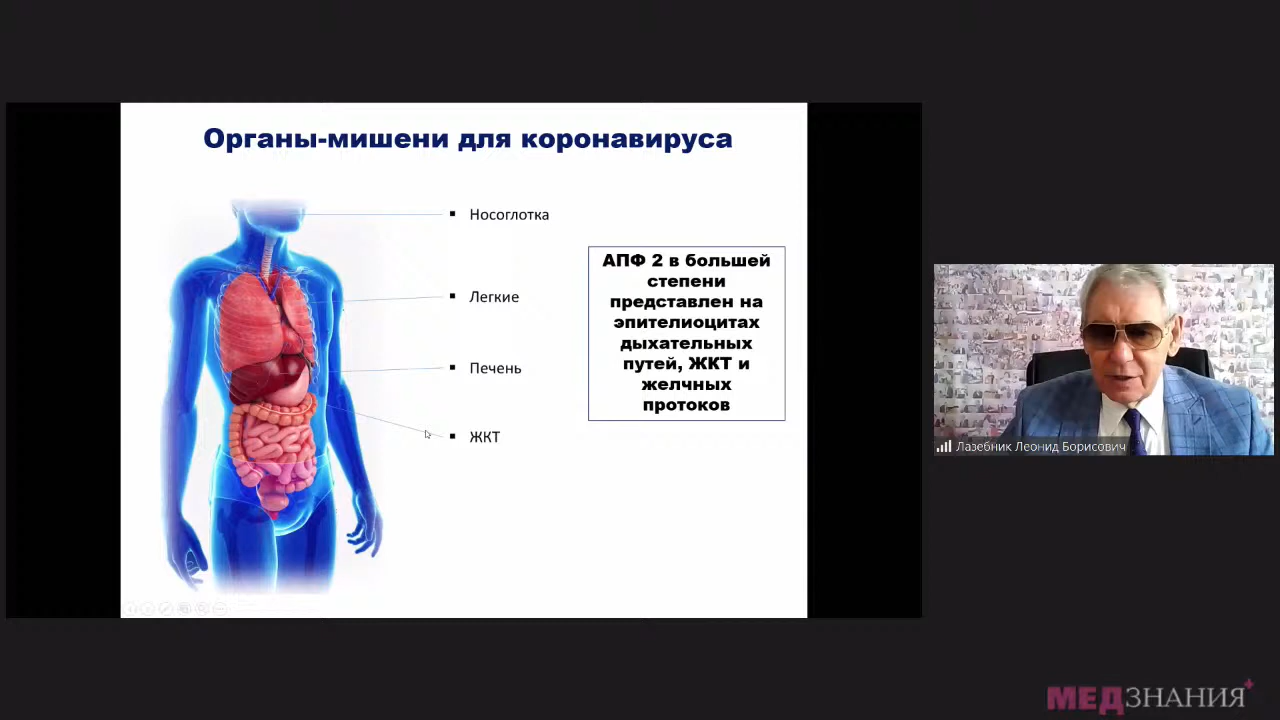 Органы-мишени для коронавируса
Носоглотка
Легкие
Печень
ЖКТ
АПФ 2 в большей
степени
представлен на
эпителиоцитах
дыхательных
путей, ЖКТ и
желчных
протоков
Лазебник Леонид Борисович
МЕДЗНАНИЯ+